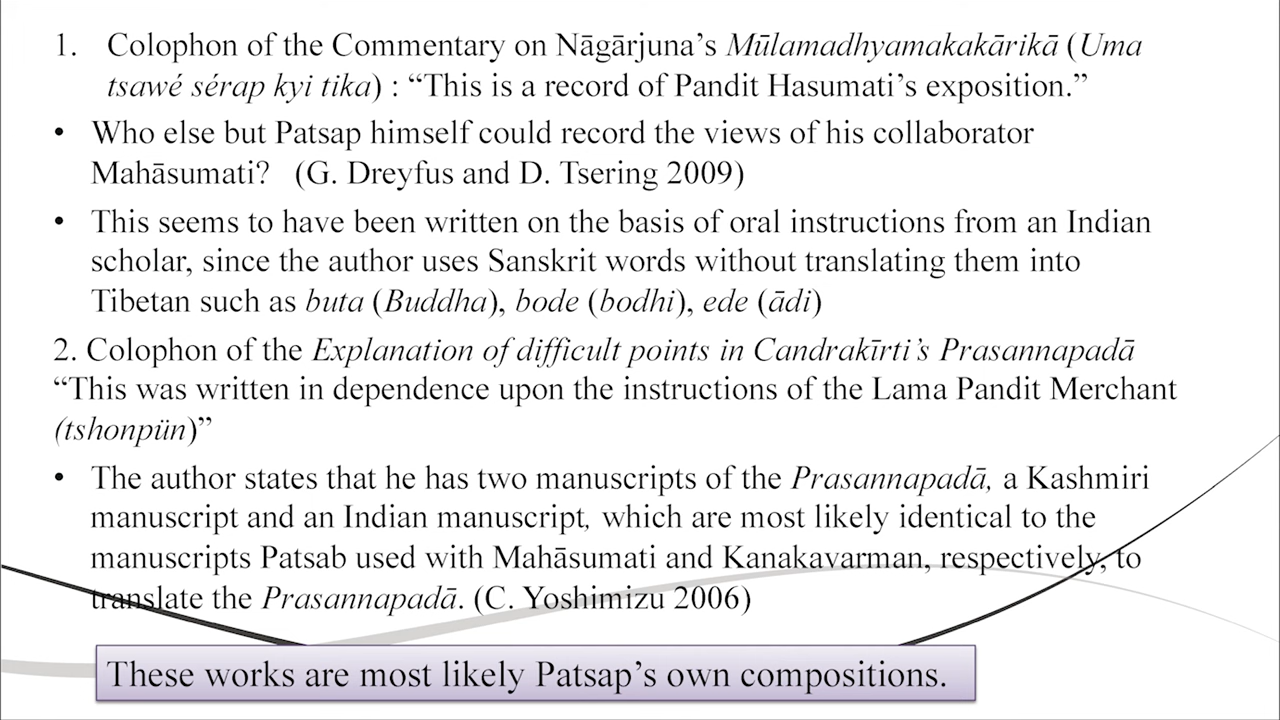 1. Colophon of the Commentary on Nāgārjuna’s Mūlamadhyamakakārikā (Uma
tsawé sérap kyi tika) : “This is a record of Pandit Hasumati’s exposition.”
• Who else but Patsap himself could record the views of his collaborator
Mahāsumati? (G. Dreyfus and D. Tsering 2009)
• This seems to have been written on the basis of oral instructions from an Indian
scholar, since the author uses Sanskrit words without translating them into
Tibetan such as buta (Buddha), bode (bodhi), ede (ādi)
2. Colophon of the Explanation of difficult points in Candrakīrti’s Prasannapadā
“This was written in dependence upon the instructions of the Lama Pandit Merchant
(tshonpün)”
• The author states that he has two manuscripts of the Prasannapadā, a Kashmiri
manuscript and an Indian manuscript, which are most likely identical to the
manuscripts Patsab used with Mahāsumati and Kanakavarman, respectively, to
translate the Prasannapadā. (C. Yoshimizu 2006)
These works are most likely Patsap’s own compositions.